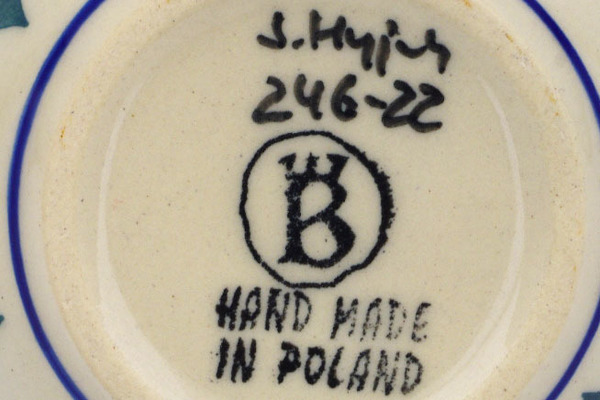 246-22
B
HAND MADE
IN POLAND